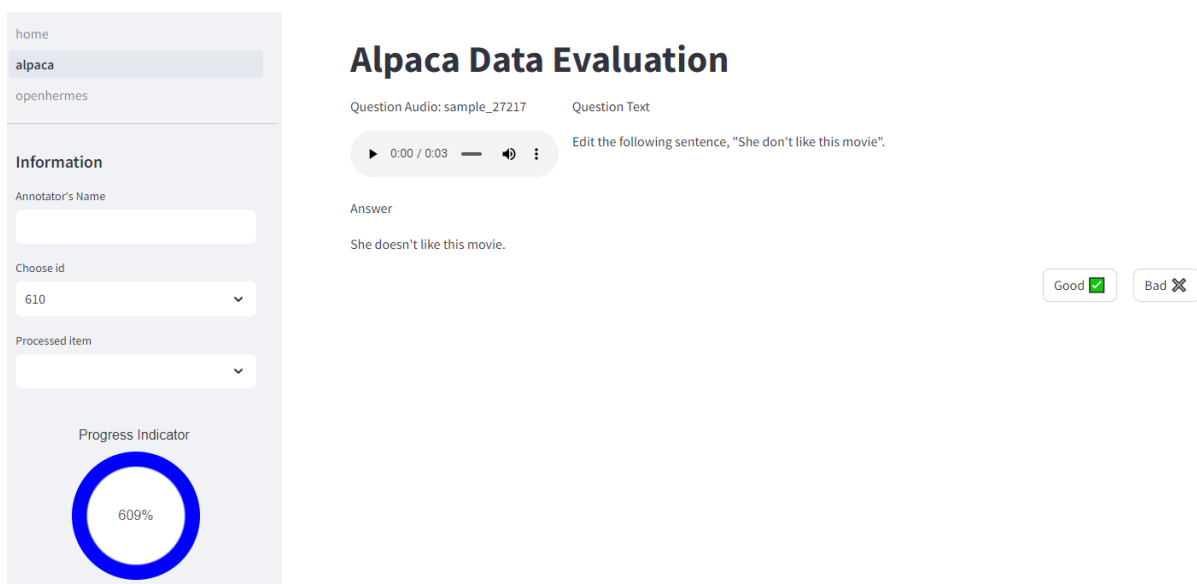 home
alpaca
openhermes
Information
Annotator's Name
Choose id
610
Processed item
Progress Indicator
609%
Alpaca Data Evaluation
Question Audio: sample_27217
Question Text
0:00 / 0:03
Edit the following sentence, "She don't like this movie".
Answer
She doesn't like this movie.
Good ✅
Bad ✖